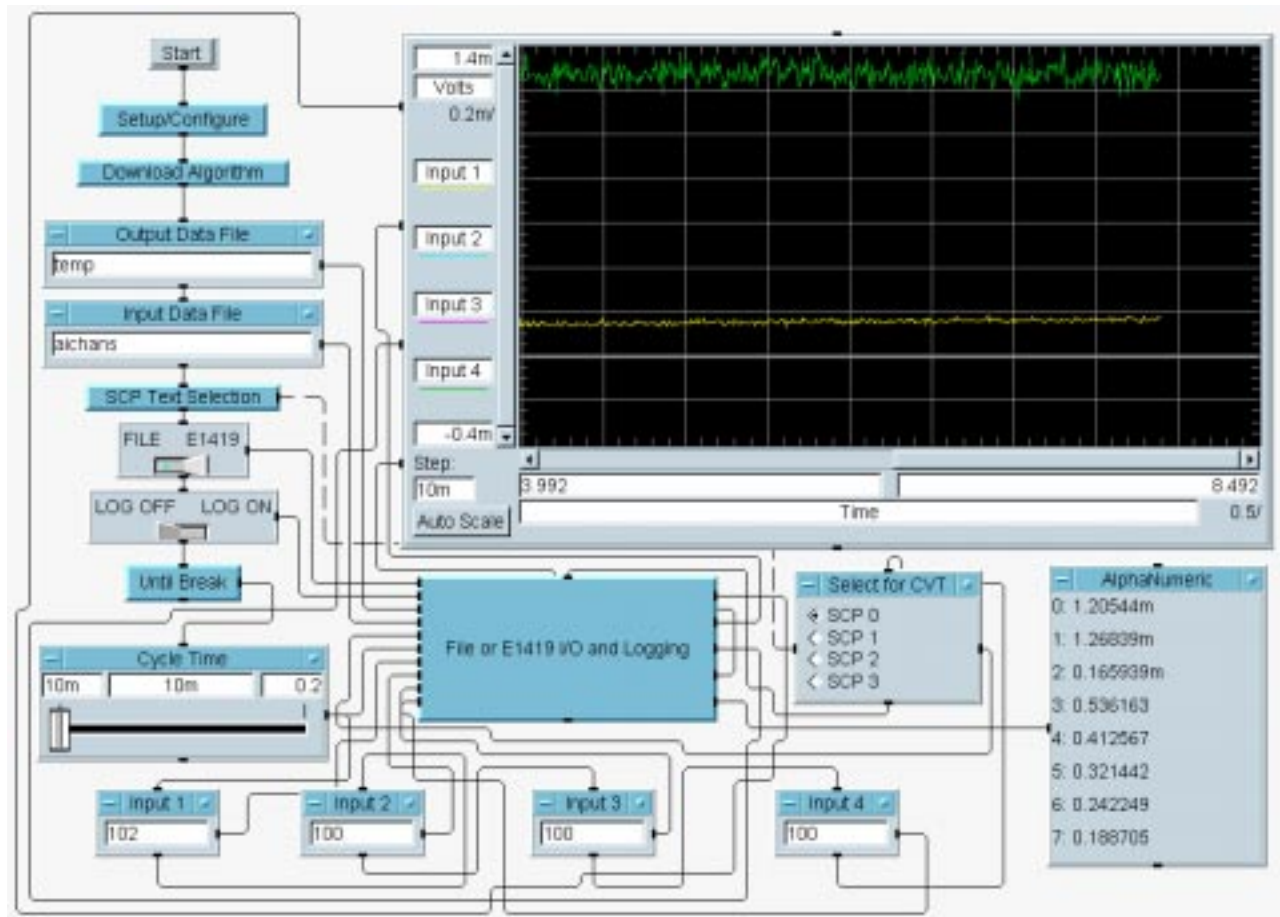 Start
Setup/Configure
Download Algorithm
Output Data File
temp
Input Data File
aichans
SCP Text Selection
FILE E1419
LOG OFF LOG ON
Until Break
Cycle Time
10m 10m 0.2
1.4m
Volts
0.2m/
Input 1
Input 2
Input 3
Input 4
-0.4m
Step:
10m
Auto Scale
3.992 8.492
Time 0.5/
File or E1419 I/O and Logging
Select for CVT
SCP 0
SCP 1
SCP 2
SCP 3
AlphaNumeric
0: 1.20544m
1: 1.26839m
2: 0.165939m
3: 0.536163
4: 0.412567
5: 0.321442
6: 0.242249
7: 0.188705
Input 1
102
Input 2
100
Input 3
100
Input 4
100